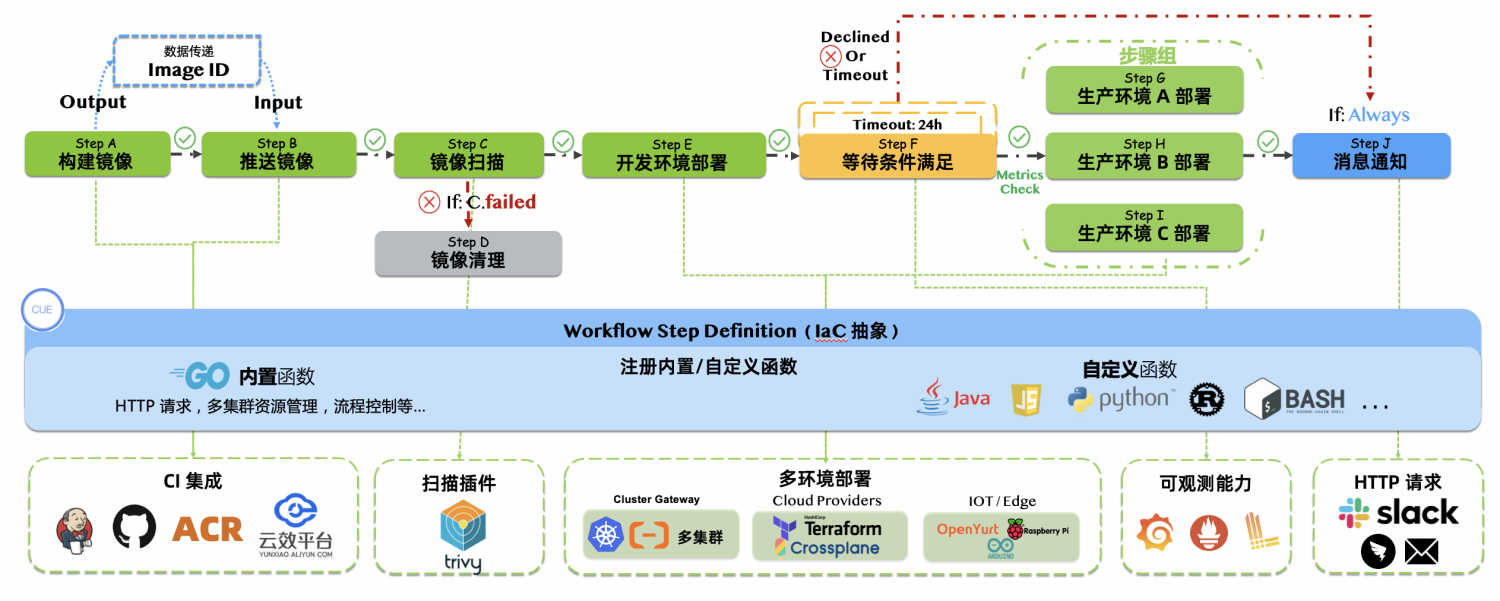 数据传递
Image ID
Output
Input
Step A
构建镜像
Step B
推送镜像
Step C
镜像扫描
If: C.failed
Step D
镜像清理
Step E
开发环境部署
Declined
Or
Timeout
Timeout: 24h
Step F
等待条件满足
Metrics
Check
步骤组
Step G
生产环境 A 部署
Step H
生产环境 B 部署
Step I
生产环境 C 部署
If: Always
Step J
消息通知
CUE
Workflow Step Definition（IaC 抽象）
注册内置/自定义函数
GO 内置函数
HTTP 请求，多集群资源管理，流程控制等...
自定义函数
Java
JS
python™
R
BASH
THE BOURNE-AGAIN SHELL
...
CI 集成
ACR
云效平台
YUNXIAO.ALIYUN.COM
扫描插件
trivy
多环境部署
Cluster Gateway
多集群
Cloud Providers
HashiCorp
Terraform
Crossplane
IOT / Edge
OpenYurt
Raspberry Pi
ARDUINO
可观测能力
HTTP 请求
slack